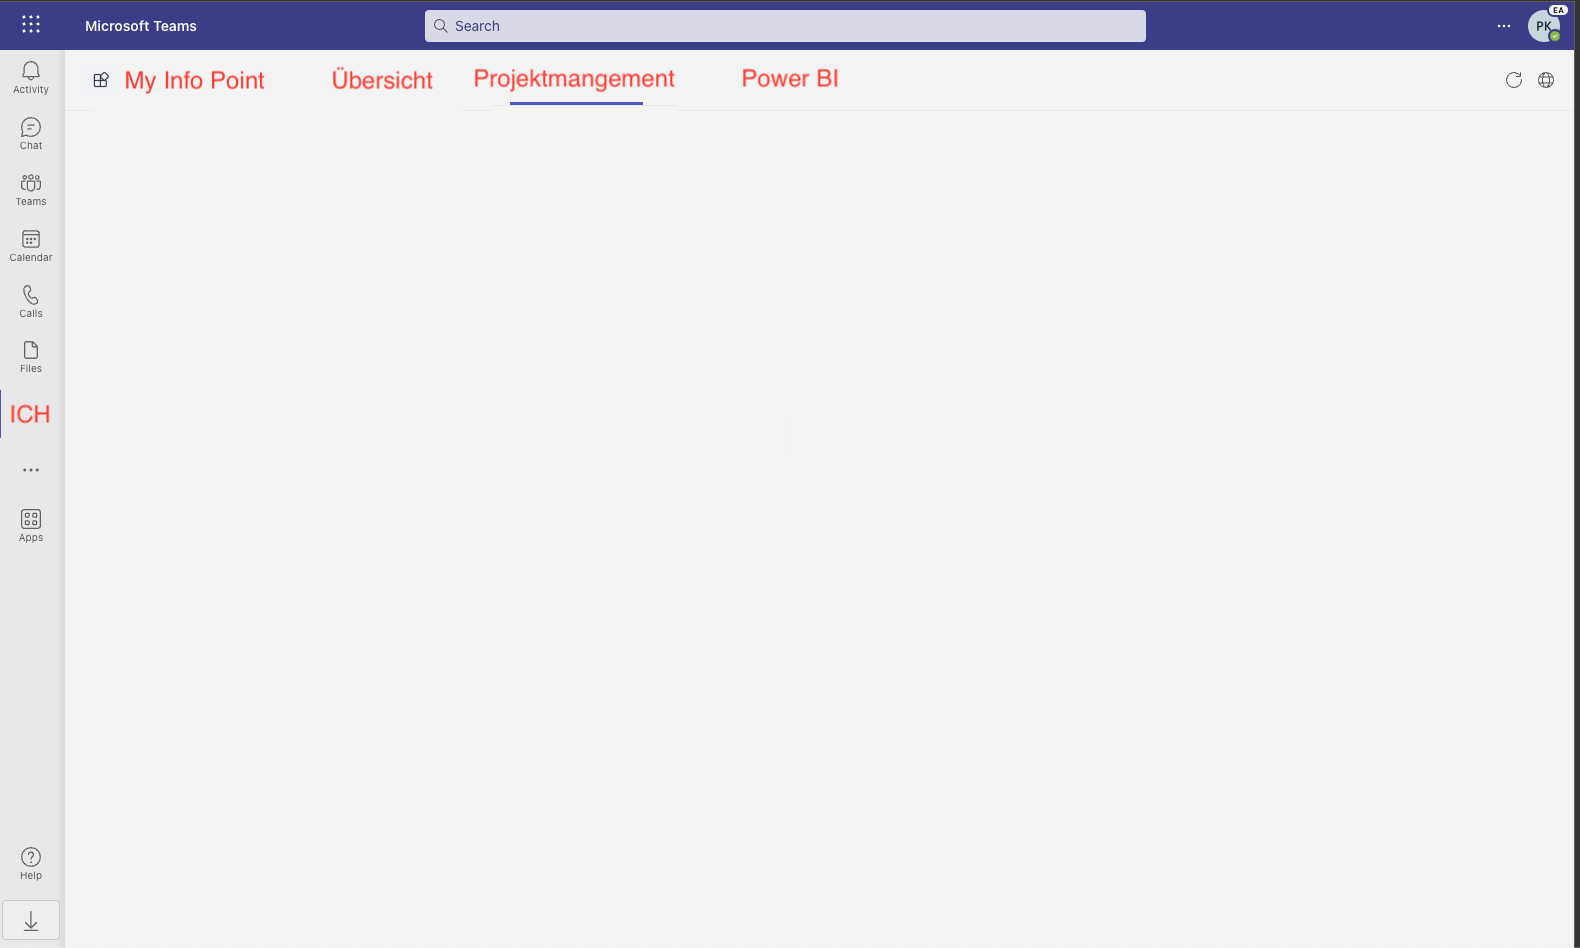 Microsoft Teams
Search
EA
PK
My Info Point
Übersicht
Projektmangement
Power BI
Activity
Chat
Teams
Calendar
Calls
Files
ICH
Apps
Help